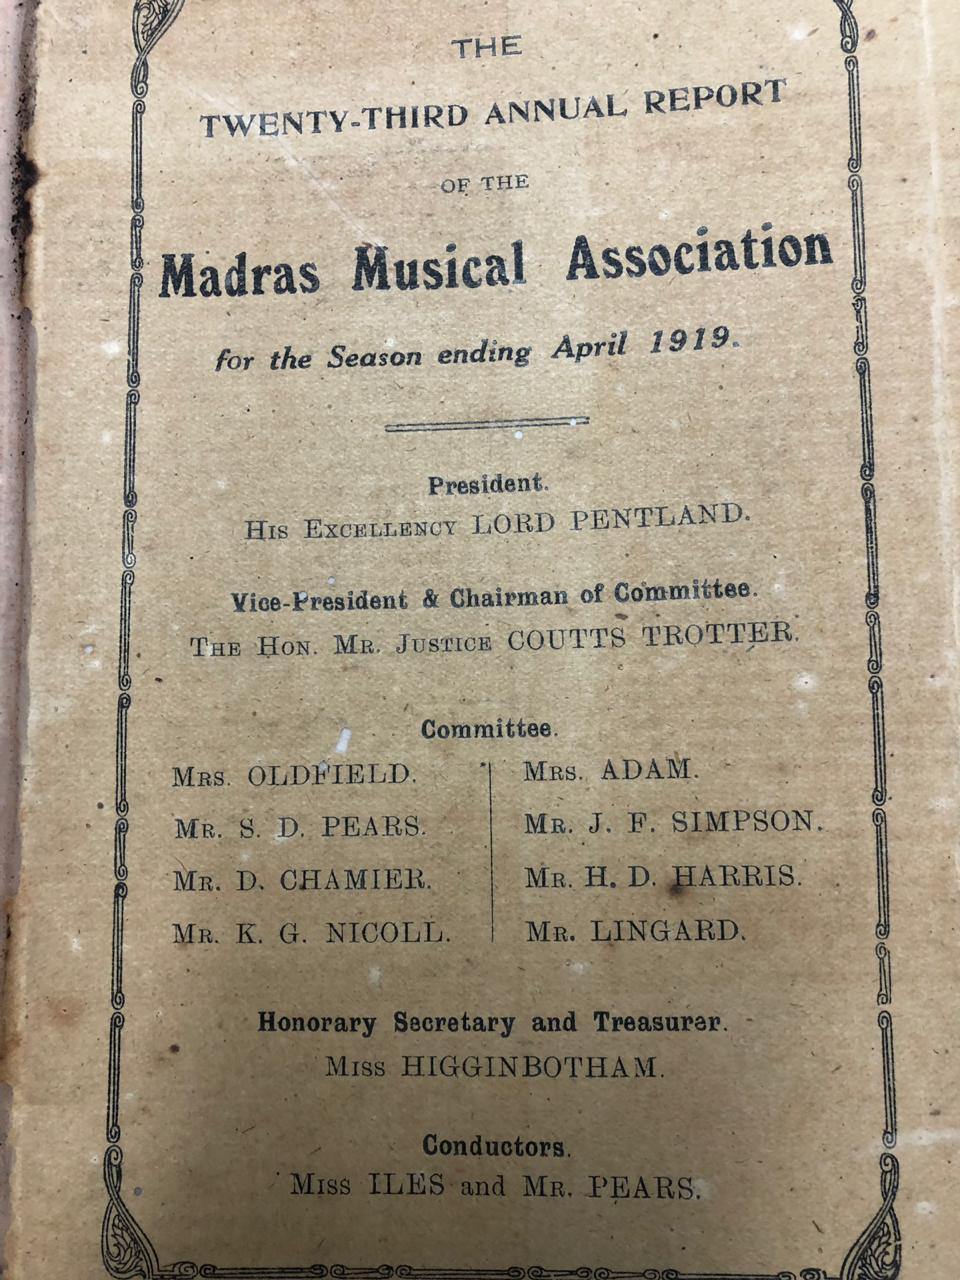 THE
TWENTY-THIRD ANNUAL REPORT
OF THE
Madras Musical Association
for the Season ending April 1919.
President.
HIS EXCELLENCY LORD PENTLAND.
Vice-President & Chairman of Committee.
THE HON. MR. JUSTICE COUTTS TROTTER.
Committee.
MRS. OLDFIELD.
MR. S. D. PEARS.
MR. D. CHAMIER.
MR. K. G. NICOLL.
MRS. ADAM.
MR. J. F. SIMPSON.
MR. H. D. HARRIS.
MR. LINGARD.
Honorary Secretary and Treasurer.
MISS HIGGINBOTHAM.
Conductors.
MISS ILES and MR. PEARS.